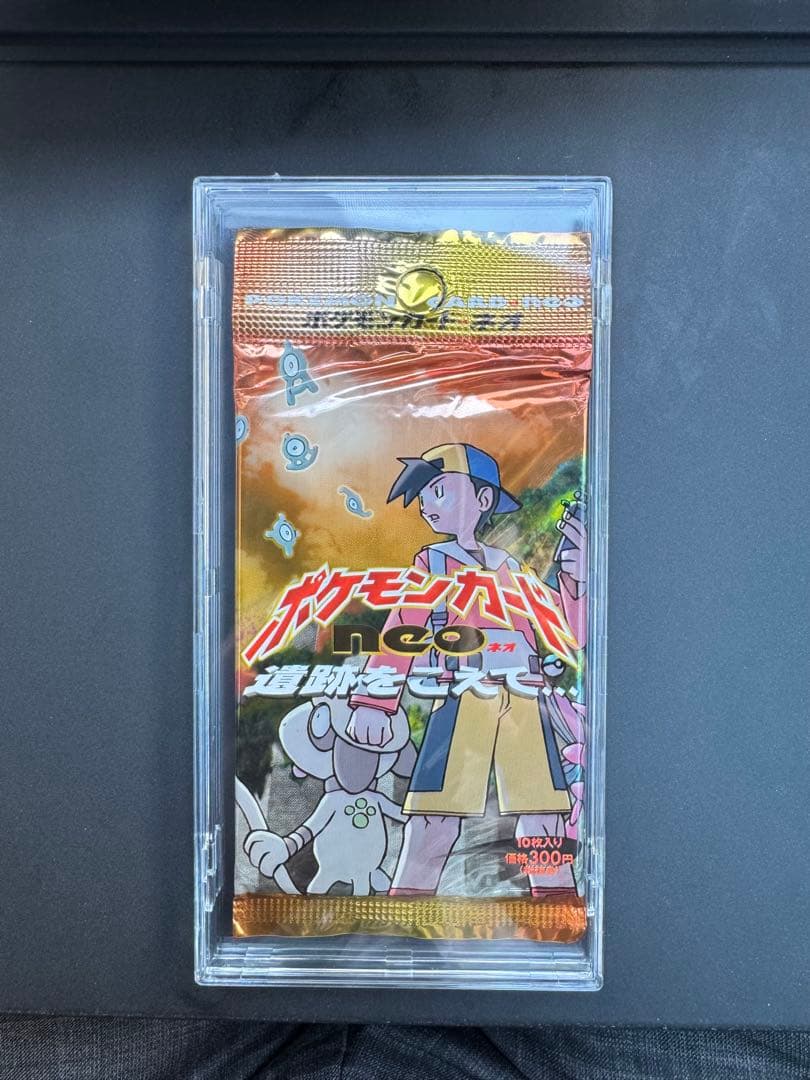 POKÉMON CARD neo
ポケモンカード ネオ
ポケモンカード
neo ネオ
遺跡をこえて…
10枚入り
価格300円